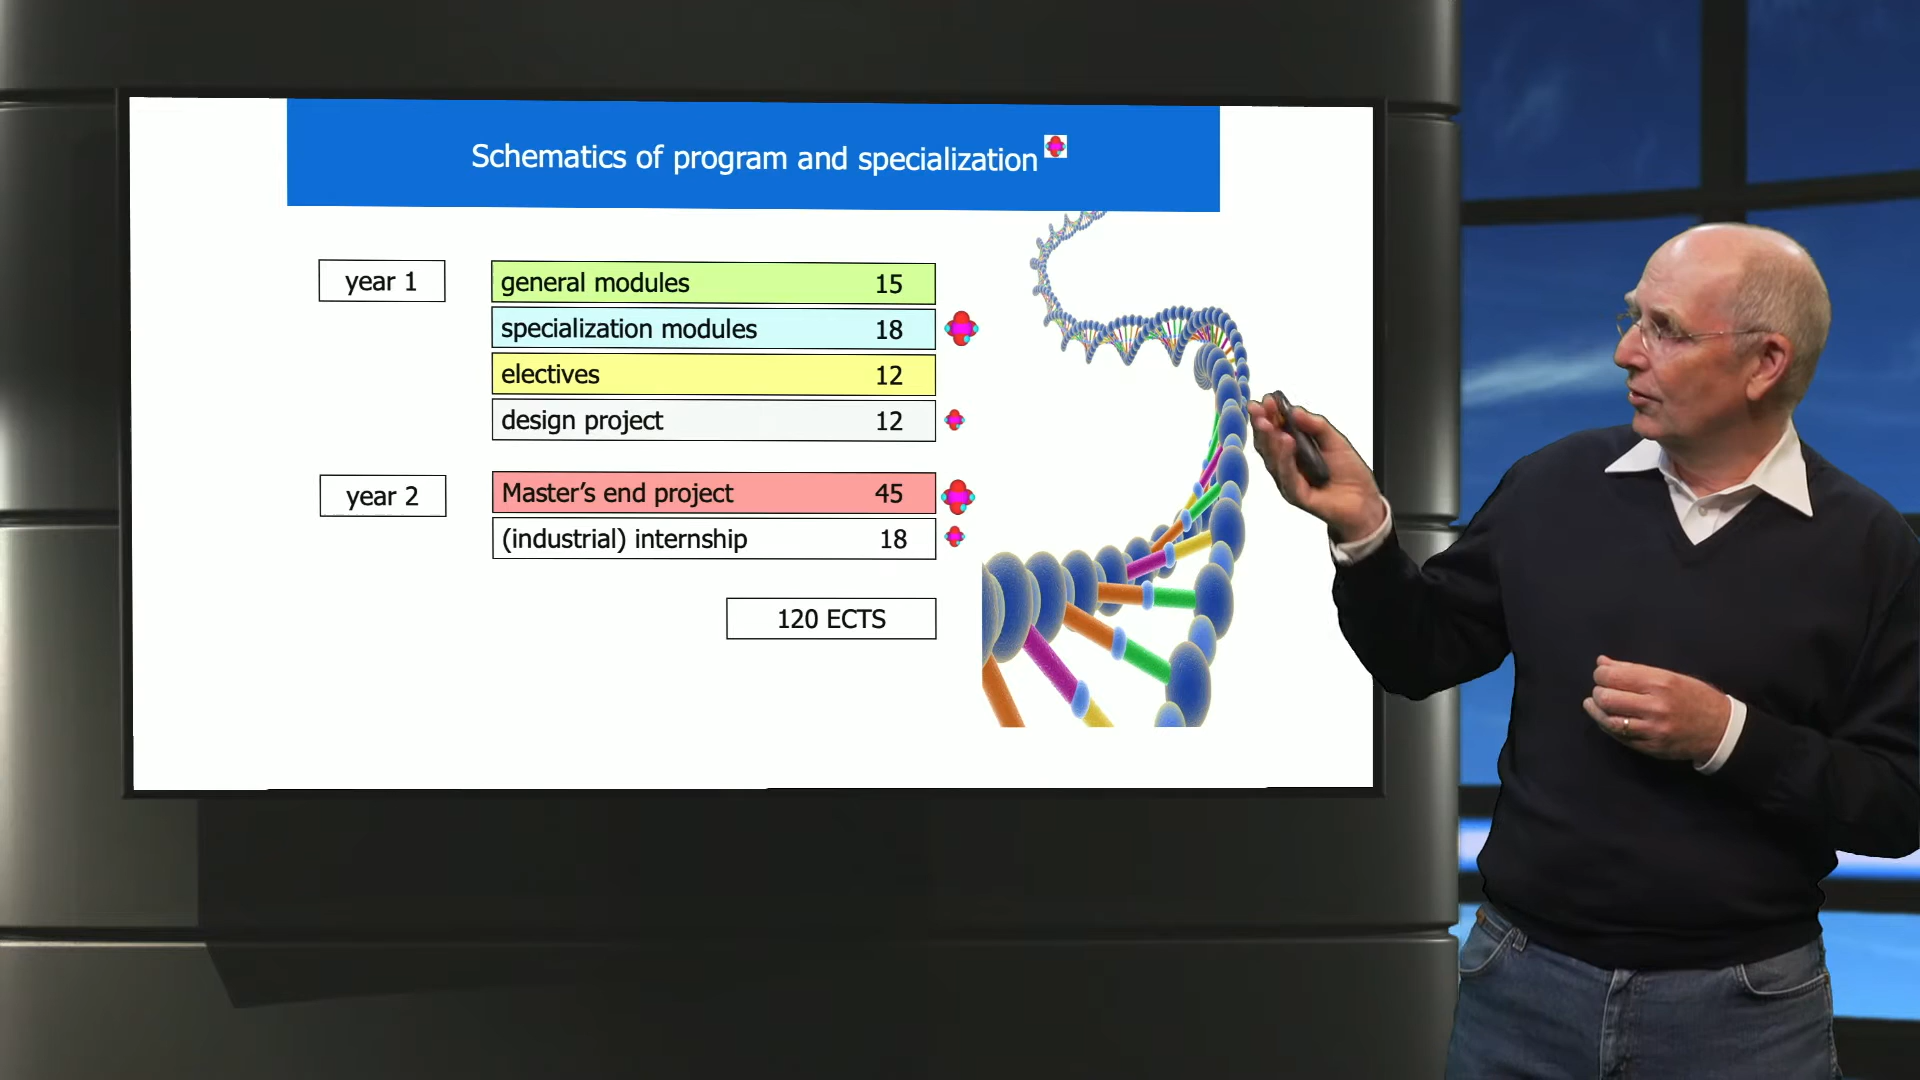 Schematics of program and specialization
year 1
general modules 15
specialization modules 18
electives 12
design project 12
year 2
Master’s end project 45
(industrial) internship 18
120 ECTS